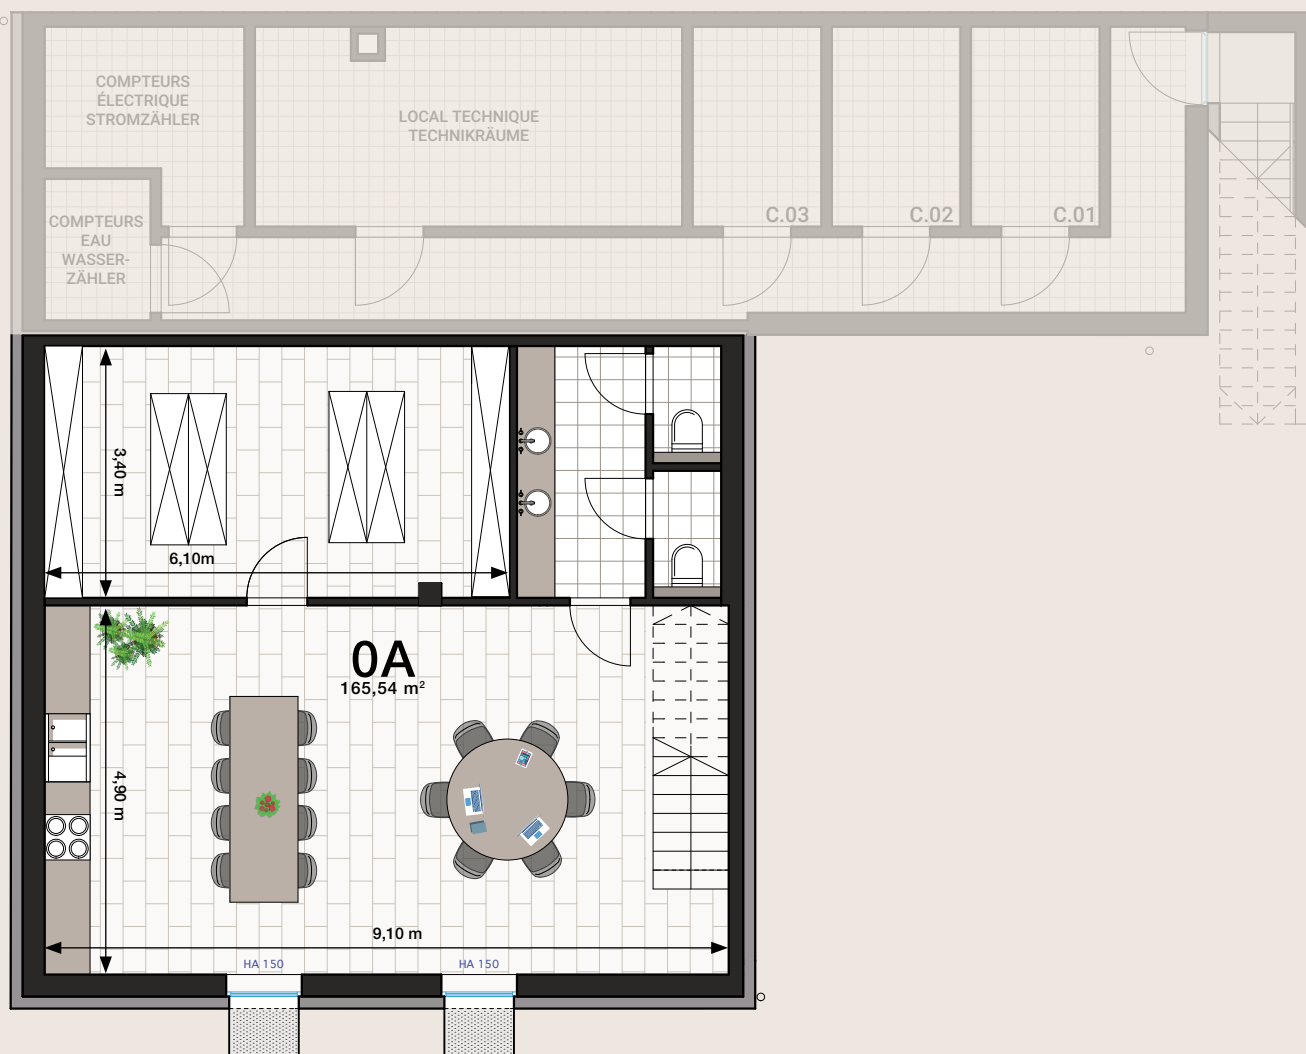 COMPTEURS
ÉLECTRIQUE
STROMZÄHLER
LOCAL TECHNIQUE
TECHNIKRÄUME
COMPTEURS
EAU
WASSER-
ZÄHLER
C.03
C.02
C.01
3,40 m
6,10m
0A
165,54 m²
4,90 m
9,10 m
HA 150
HA 150